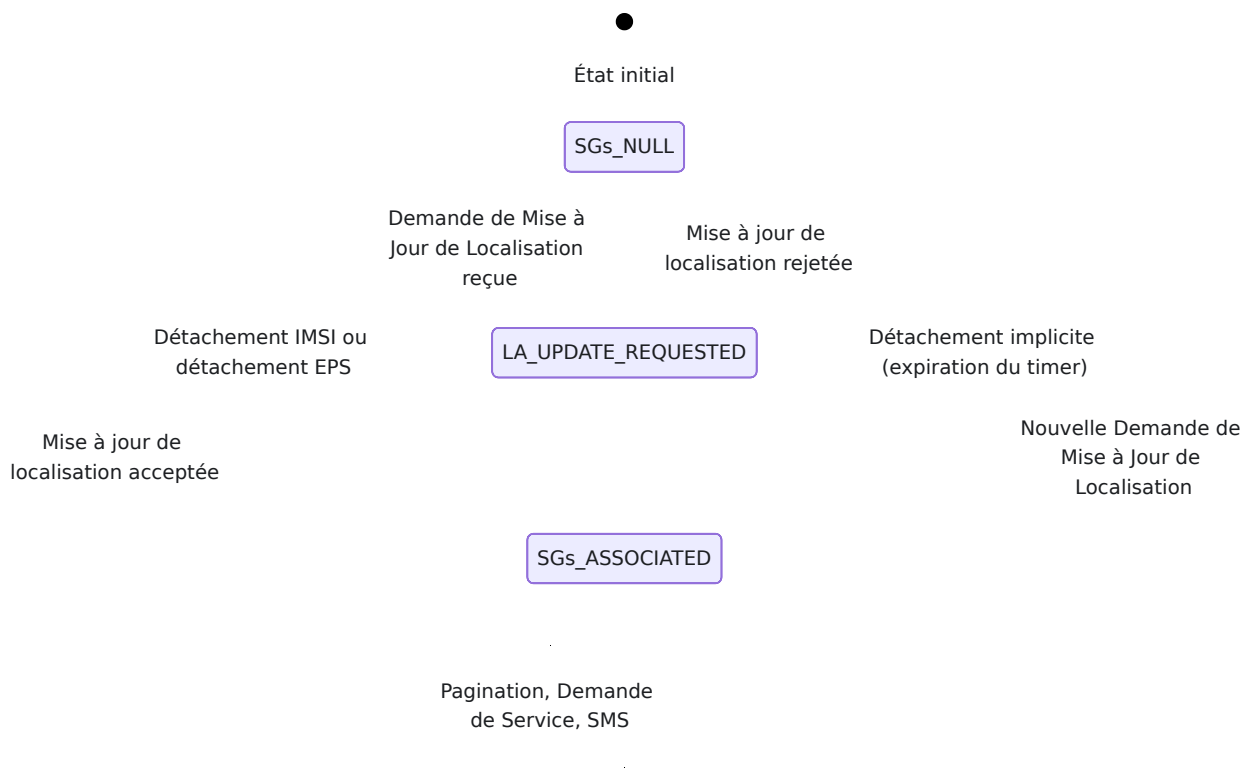 État initial
SGs_NULL
Demande de Mise à
Jour de Localisation
reçue
Mise à jour de
localisation rejetée
Détachement IMSI ou
détachement EPS
LA_UPDATE_REQUESTED
Détachement implicite
(expiration du timer)
Mise à jour de
localisation acceptée
Nouvelle Demande de
Mise à Jour de
Localisation
SGs_ASSOCIATED
Pagination, Demande
de Service, SMS